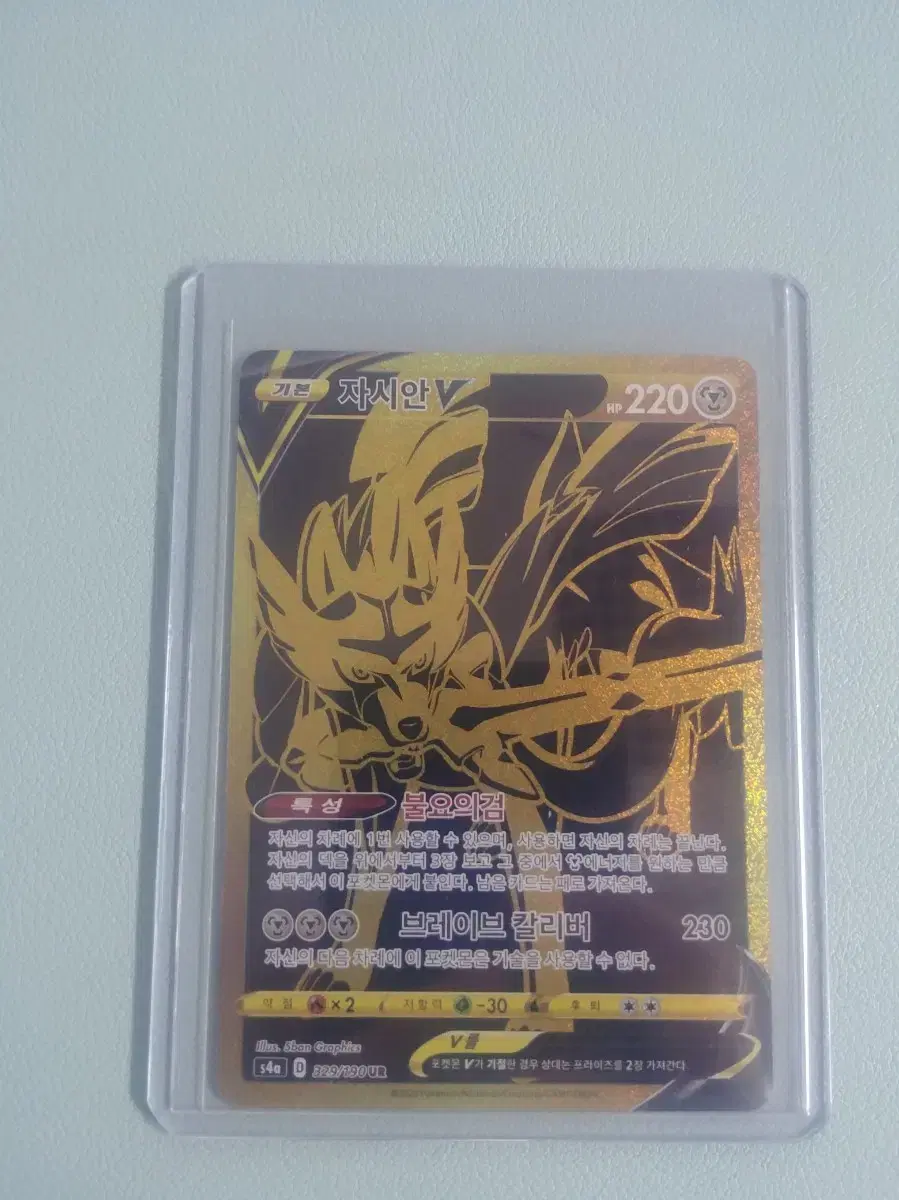 기본 자시안 V HP 220
특성 불요의검
자신의 차례에 1번 사용할 수 있으며, 사용하면 자신의 차례는 끝난다.
자신의 덱을 위에서부터 3장 보고 그 중에서 에너지를 원하는 만큼
선택해서 이 포켓몬에게 붙인다. 남은 카드는 패로 가져온다.
브레이브 칼리버 230
자신의 다음 차례에 이 포켓몬은 기술을 사용할 수 없다.
약점 ×2 저항력 -30 후퇴
V룰
Illus. 5ban Graphics
포켓몬 V가 기절한 경우 상대는 프라이즈를 2장 가져간다.
s4a D 329/190 UR